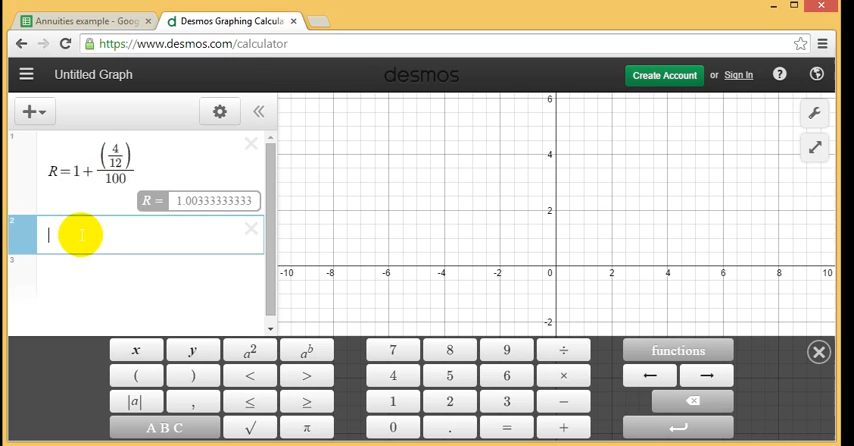 Annuities example - Goog ×
Desmos Graphing Calcula ×
https://www.desmos.com/calculator
Untitled Graph
desmos
Create Account or Sign In
1
R=1+((4/12))/100
R = 1.00333333333
2
3
6
4
2
-10 -8 -6 -4 -2 0 2 4 6 8 10
-2
x y a² aᵇ 7 8 9 ÷ functions
( ) < > 4 5 6 × ← →
|a| , ≤ ≥ 1 2 3 −
A B C √ π 0 . = +